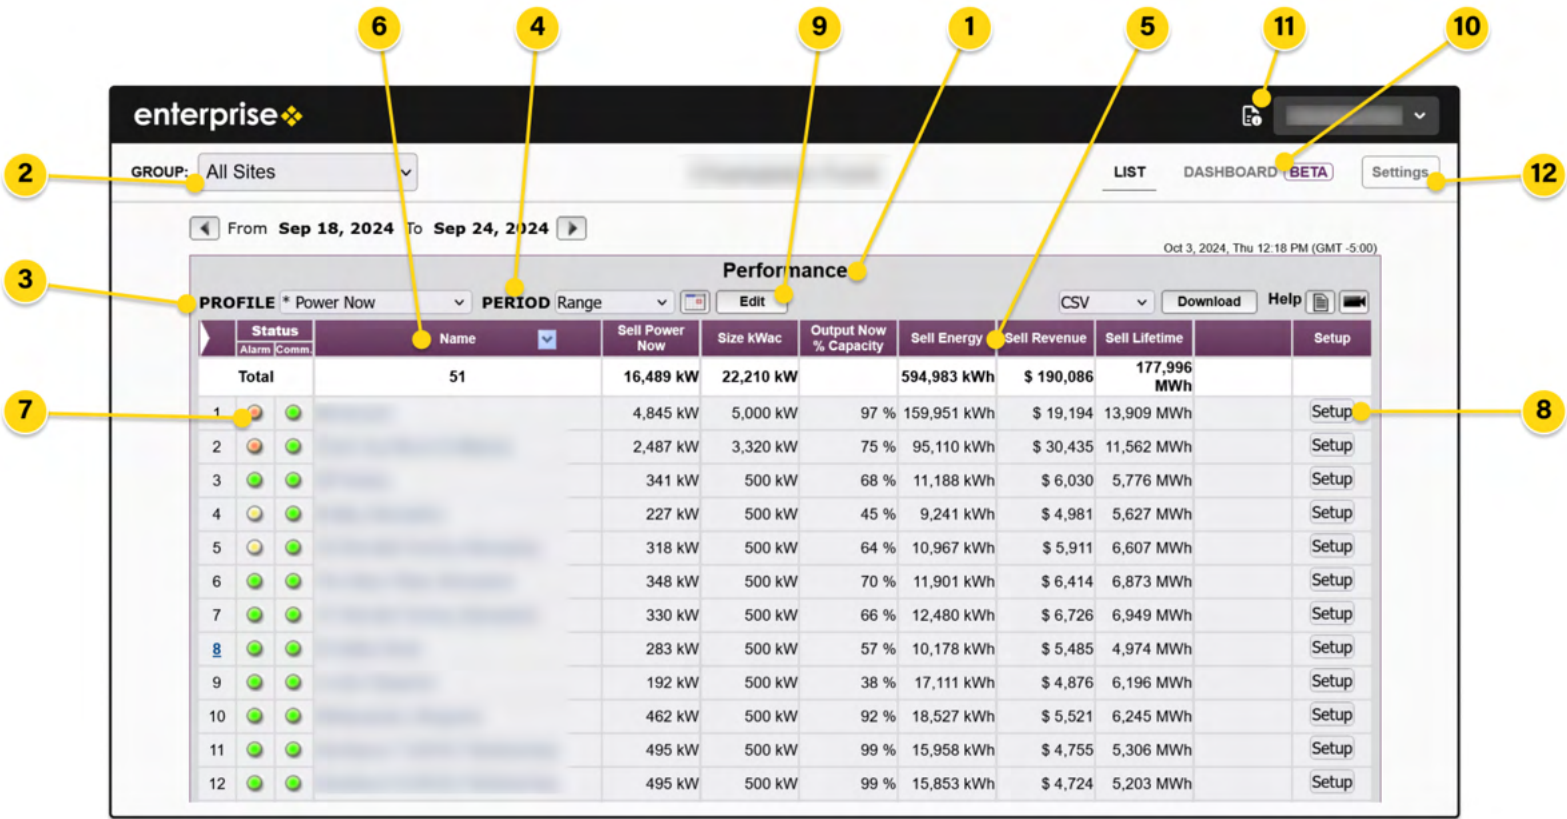 6 4 9 1 5 11 10
enterprise
2 GROUP: All Sites LIST DASHBOARD BETA Settings 12
From Sep 18, 2024 To Sep 24, 2024
Oct 3, 2024, Thu 12:18 PM (GMT -5:00)
Performance
3 PROFILE * Power Now PERIOD Range Edit CSV Download Help
Status Alarm Comm. Name Sell Power Now Size kWac Output Now % Capacity Sell Energy Sell Revenue Sell Lifetime Setup
Total 51 16,489 kW 22,210 kW 594,983 kWh $ 190,086 177,996 MWh
7 1 4,845 kW 5,000 kW 97 % 159,951 kWh $ 19,194 13,909 MWh Setup 8
2 2,487 kW 3,320 kW 75 % 95,110 kWh $ 30,435 11,562 MWh Setup
3 341 kW 500 kW 68 % 11,188 kWh $ 6,030 5,776 MWh Setup
4 227 kW 500 kW 45 % 9,241 kWh $ 4,981 5,627 MWh Setup
5 318 kW 500 kW 64 % 10,967 kWh $ 5,911 6,607 MWh Setup
6 348 kW 500 kW 70 % 11,901 kWh $ 6,414 6,873 MWh Setup
7 330 kW 500 kW 66 % 12,480 kWh $ 6,726 6,949 MWh Setup
8 283 kW 500 kW 57 % 10,178 kWh $ 5,485 4,974 MWh Setup
9 192 kW 500 kW 38 % 17,111 kWh $ 4,876 6,196 MWh Setup
10 462 kW 500 kW 92 % 18,527 kWh $ 5,521 6,245 MWh Setup
11 495 kW 500 kW 99 % 15,958 kWh $ 4,755 5,306 MWh Setup
12 495 kW 500 kW 99 % 15,853 kWh $ 4,724 5,203 MWh Setup